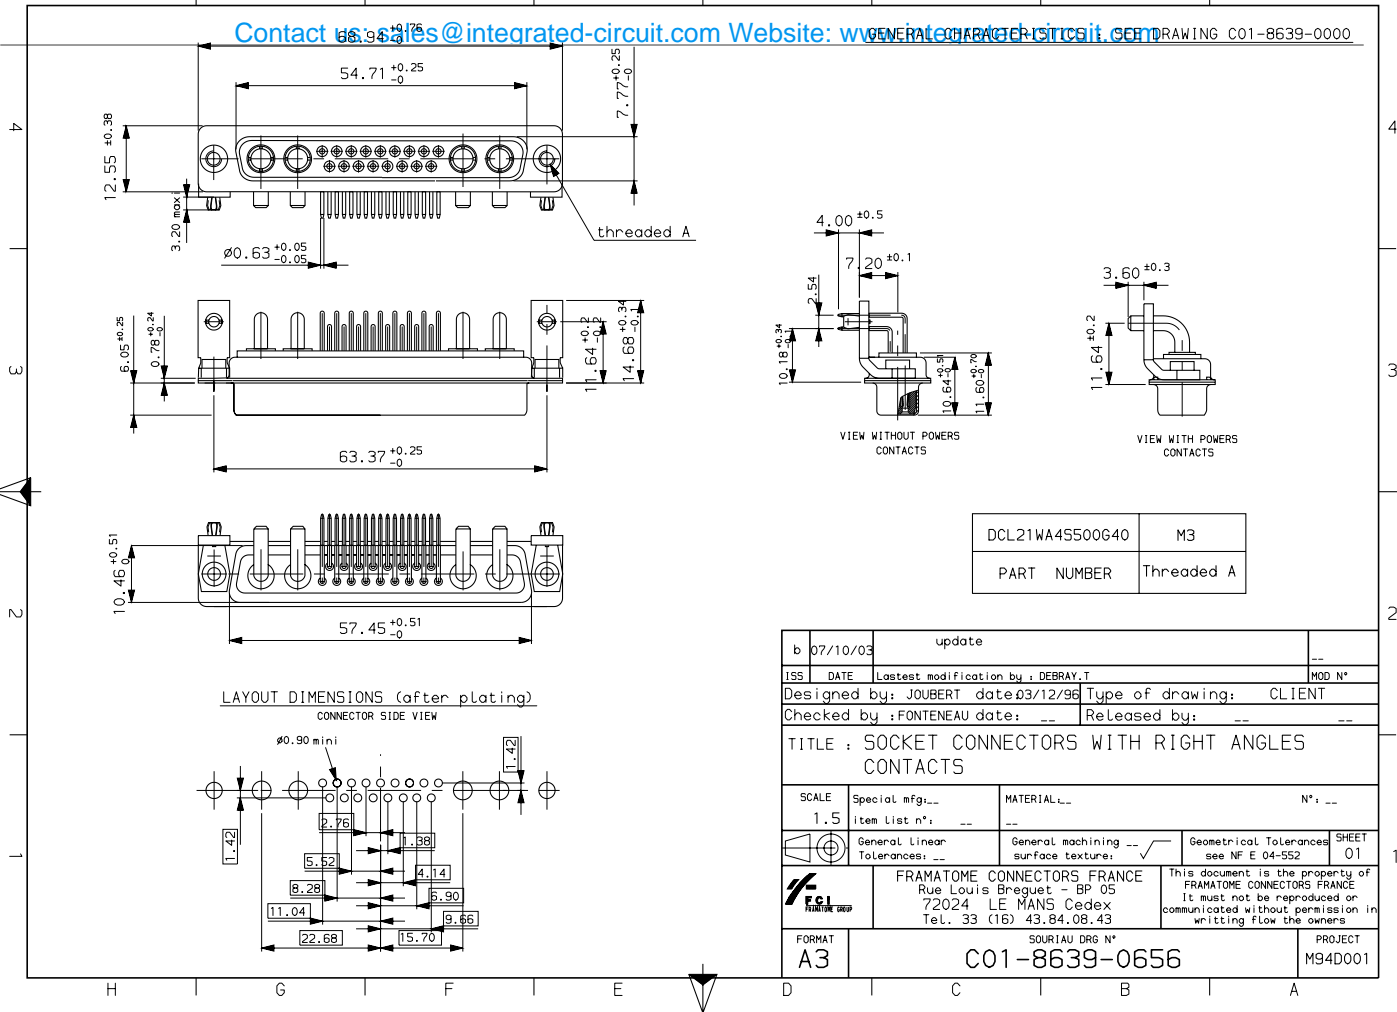 Contact us: sales@integrated-circuit.com Website: www.integrated-circuit.com
GENERAL CHARACTERISTICS : SEE DRAWING C01-8639-0000
68.94 +0.76 -0
54.71 +0.25 -0
7.77 +0.25 -0
12.55 ±0.38
3.20 maxi
Ø0.63 +0.05 -0.05
threaded A
4.00 ±0.5
7.20 ±0.1
2.54
10.18 +0.34
10.64 +0.51 -0
11.60 +0.70 -0
VIEW WITHOUT POWERS
CONTACTS
3.60 ±0.3
11.64 ±0.2
VIEW WITH POWERS
CONTACTS
6.05 ±0.25
0.78 +0.24
11.64 +0.2 -0.2
14.68 +0.34 -0.1
63.37 +0.25 -0
10.46 +0.51 0
57.45 +0.51 -0
DCL21WA4S500G40 M3
PART NUMBER Threaded A
LAYOUT DIMENSIONS (after plating)
CONNECTOR SIDE VIEW
Ø0.90 mini
1.42
1.42
2.76
1.38
5.52
4.14
8.28
6.90
11.04
9.66
22.68
15.70
b 07/10/03 update --
ISS DATE Lastest modification by : DEBRAY.T MOD N°
Designed by: JOUBERT date:03/12/96 Type of drawing: CLIENT
Checked by :FONTENEAU date: -- Released by: -- --
TITLE : SOCKET CONNECTORS WITH RIGHT ANGLES
CONTACTS
SCALE
1.5
Special mfg:--
item list n°: --
MATERIAL:-- N°: --
--
General linear
Tolerances: --
General machining --
surface texture:
Geometrical Tolerances
see NF E 04-552
SHEET
01
FCI
FRAMATOME GROUP
FRAMATOME CONNECTORS FRANCE
Rue Louis Breguet - BP 05
72024 LE MANS Cedex
Tel. 33 (16) 43.84.08.43
This document is the property of
FRAMATOME CONNECTORS FRANCE
It must not be reproduced or
communicated without permission in
writting flow the owners
FORMAT
A3
SOURIAU DRG N°
C01-8639-0656
PROJECT
M94D001
4
3
2
1
4
3
2
1
H G F E D C B A